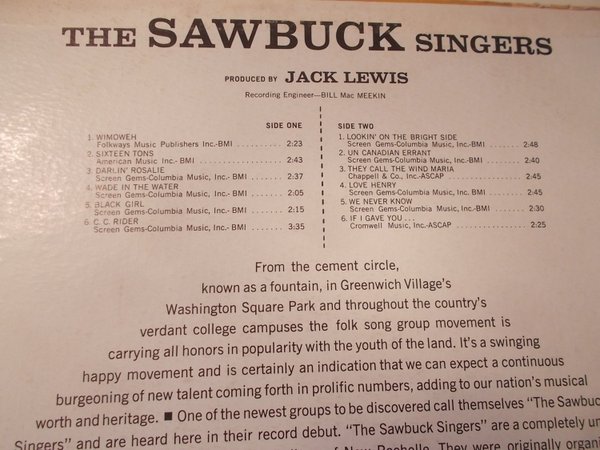 THE SAWBUCK SINGERS
PRODUCED BY JACK LEWIS
Recording Engineer—BILL Mac MEEKIN
SIDE ONE
1. WIMOWEH
Folkways Music Publishers Inc.-BMI .......... 2:23
2. SIXTEEN TONS
American Music Inc.- BMI .......... 2:43
3. DARLIN' ROSALIE
Screen Gems-Columbia Music, Inc.- BMI ....... 2:37
4. WADE IN THE WATER
Screen Gems-Columbia Music, Inc.- BMI ....... 2:05
5. BLACK GIRL
Screen Gems-Columbia Music, Inc.- BMI ....... 2:15
6. C. C. RIDER
Screen Gems-Columbia Music, Inc.- BMI ....... 3:35
SIDE TWO
1. LOOKIN' ON THE BRIGHT SIDE
Screen Gems-Columbia Music, Inc.-BMI ...... 2:48
2. UN CANADIAN ERRANT
Screen Gems-Columbia Music, Inc.-BMI ...... 2:40
3. THEY CALL THE WIND MARIA
Chappell & Co., Inc.-ASCAP .......... 2:45
4. LOVE HENRY
Screen Gems-Columbia Music, Inc.-BMI ...... 2:45
5. WE NEVER KNOW
Screen Gems-Columbia Music, Inc.-BMI ...... 2:30
6. IF I GAVE YOU . . .
Cromwell Music, Inc.-ASCAP .......... 2:25
From the cement circle,
known as a fountain, in Greenwich Village's
Washington Square Park and throughout the country's
verdant college campuses the folk song group movement is
carrying all honors in popularity with the youth of the land. It's a swinging
happy movement and is certainly an indication that we can expect a continuous
burgeoning of new talent coming forth in prolific numbers, adding to our nation's musical
worth and heritage. ■ One of the newest groups to be discovered call themselves "The Sawbuc
Singers" and are heard here in their record debut. "The Sawbuck Singers" are a completely un
of New Rochelle. They were originally organi